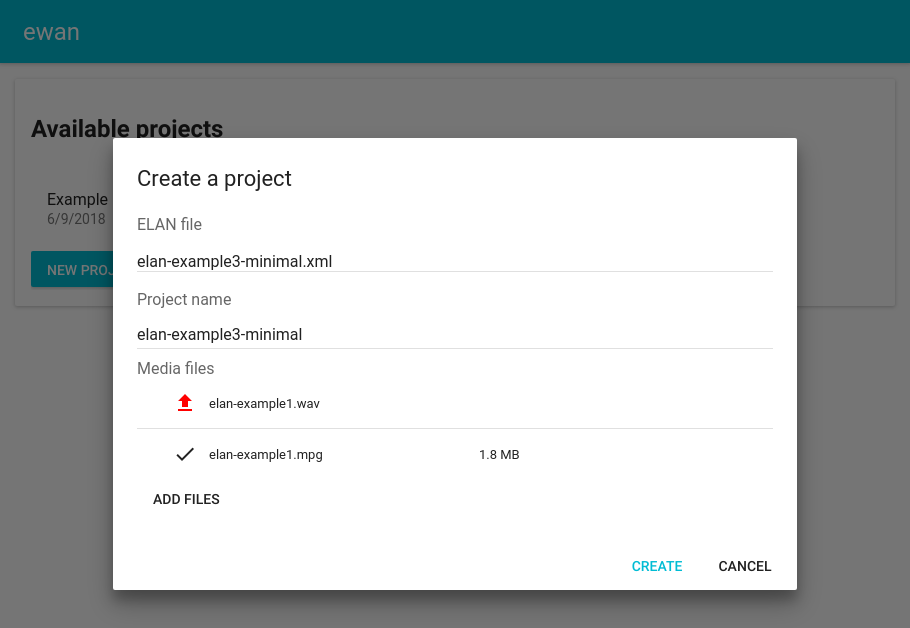 ewan
Available projects
Example
6/9/2018
NEW PROJ
Create a project
ELAN file
elan-example3-minimal.xml
Project name
elan-example3-minimal
Media files
elan-example1.wav
elan-example1.mpg 1.8 MB
ADD FILES
CREATE CANCEL